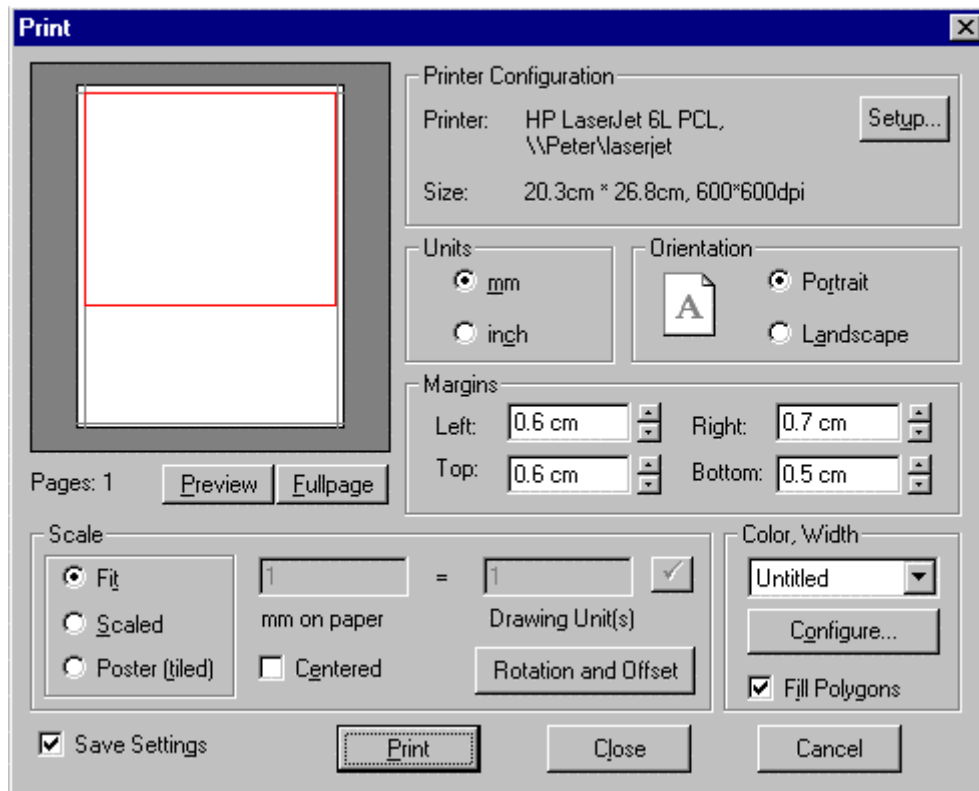 Print
Printer Configuration
Printer: HP LaserJet 6L PCL,
\\Peter\laserjet
Setup...
Size: 20.3cm * 26.8cm, 600*600dpi
Units
mm
inch
Orientation
A
Portrait
Landscape
Margins
Left: 0.6 cm Right: 0.7 cm
Top: 0.6 cm Bottom: 0.5 cm
Pages: 1 Preview Fullpage
Scale
Fit
Scaled
Poster (tiled)
1 = 1
mm on paper Drawing Unit(s)
Centered Rotation and Offset
Color, Width
Untitled
Configure...
Fill Polygons
Save Settings Print Close Cancel